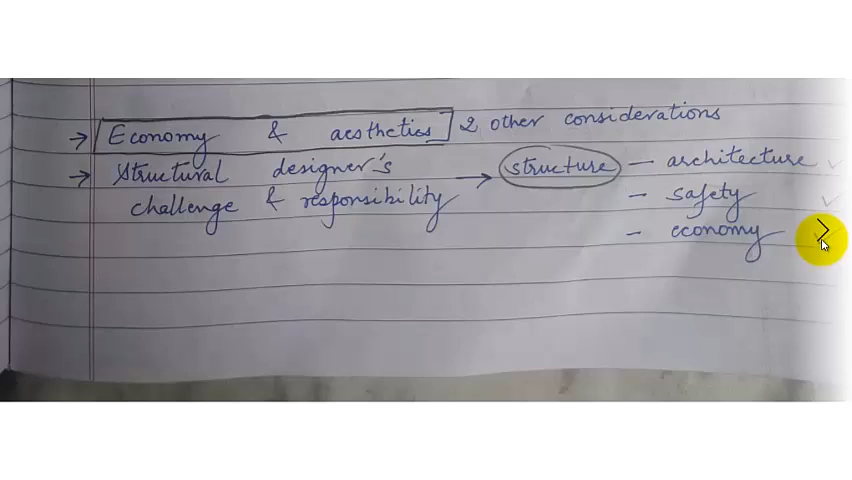 → Economy & aesthetics 2 other considerations
→ Structural designer's → structure - architecture ✓
challenge & responsibility - safety ✓
- economy ✓